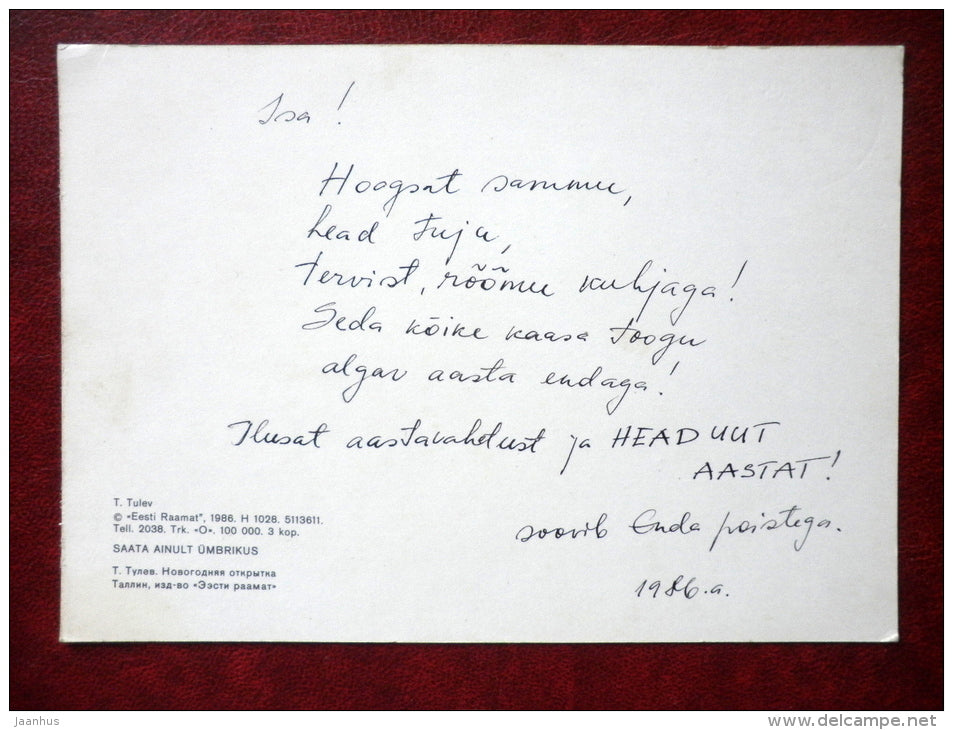 Isa!
Hoogsat sammu,
head tuju,
tervist, rõõmu kuhjaga!
Seda kõike kaasa toogu
algav aasta endaga!
Ilusat aastavahetust ja HEAD UUT
AASTAT!
soovib Enda poistega.
1986.a.
T. Tulev
© «Eesti Raamat", 1986. H 1028. 5113611.
Tell. 2038. Trk. «O». 100 000. 3 kop.
SAATA AINULT ÜMBRIKUS
Т. Тулев. Новогодняя открытка
Таллин, изд-во «Ээсти раамат»
Jaanhus
www.delcampe.net